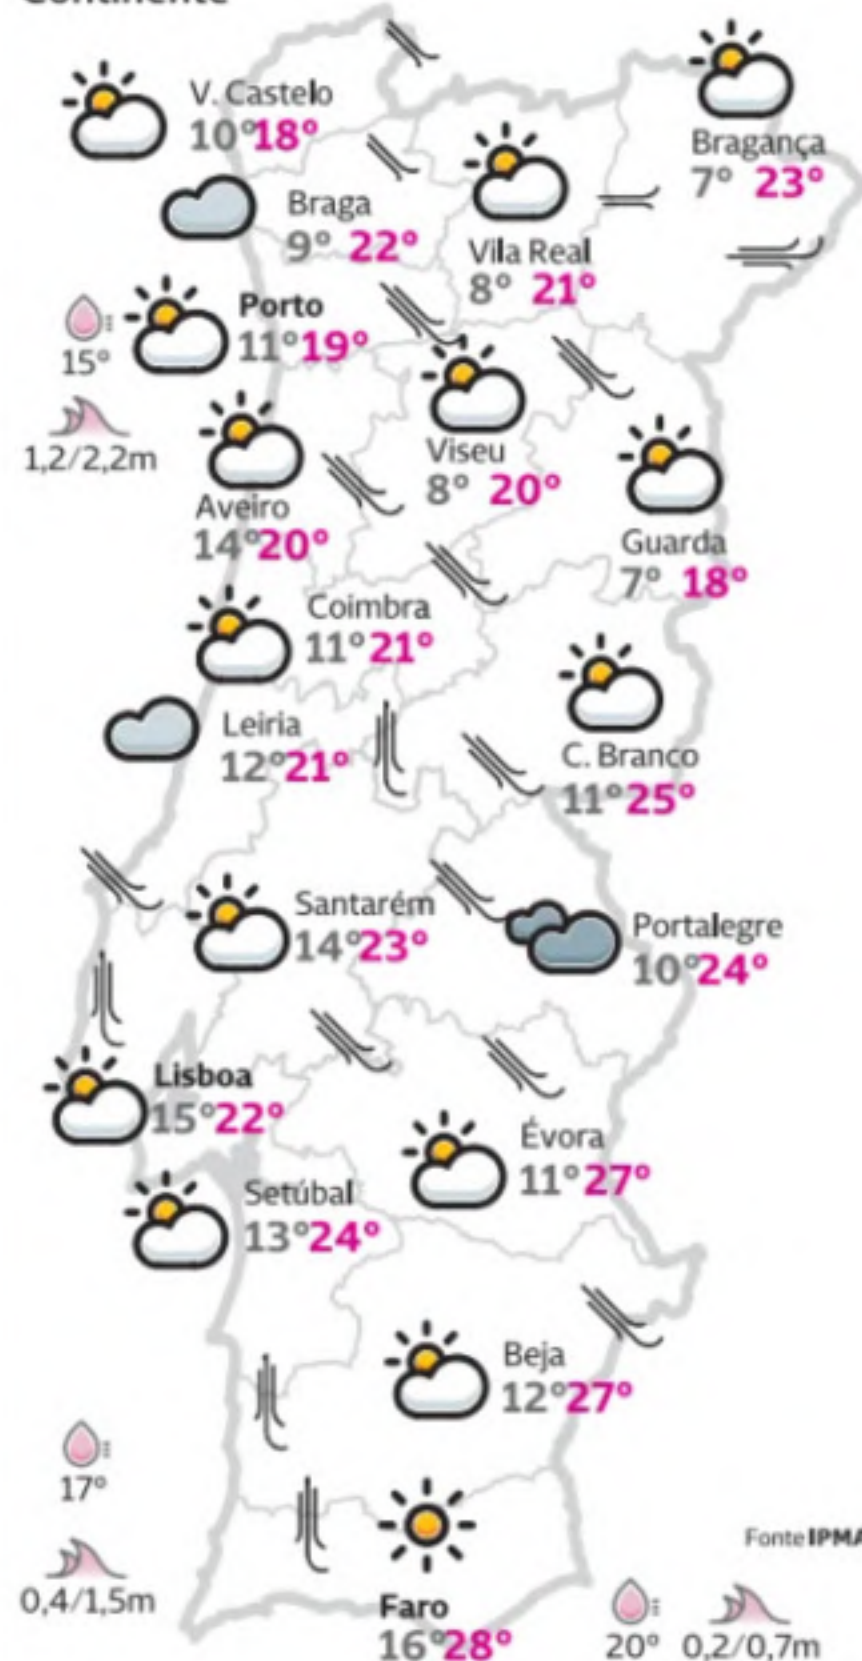 Continente
V. Castelo
10° 18°
Bragança
7° 23°
Braga
9° 22°
Vila Real
8° 21°
Porto
11° 19°
15°
1,2/2,2m
Viseu
8° 20°
Aveiro
14° 20°
Guarda
7° 18°
Coimbra
11° 21°
Leiria
12° 21°
C. Branco
11° 25°
Santarém
14° 23°
Portalegre
10° 24°
Lisboa
15° 22°
Évora
11° 27°
Setúbal
13° 24°
Beja
12° 27°
17°
0,4/1,5m
Fonte IPMA
Faro
16° 28°
20° 0,2/0,7m